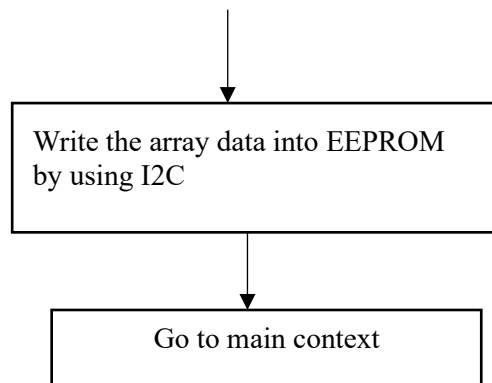 Write the array data into EEPROM
by using I2C
Go to main context